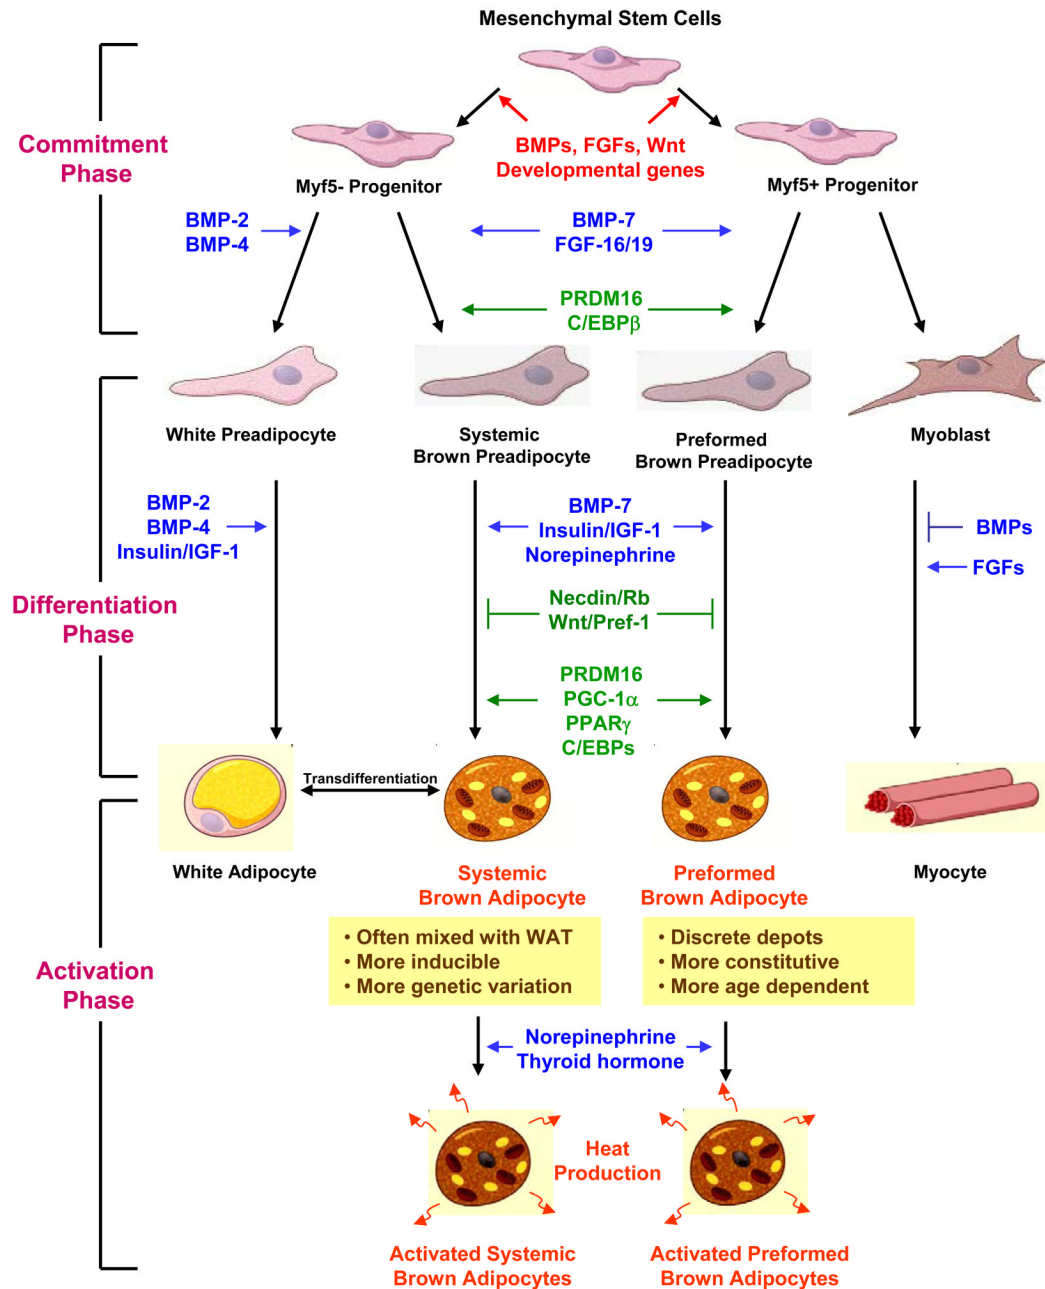 Mesenchymal Stem Cells
Commitment
Phase
BMPs, FGFs, Wnt
Developmental genes
Myf5- Progenitor
Myf5+ Progenitor
BMP-2
BMP-4
BMP-7
FGF-16/19
PRDM16
C/EBPβ
White Preadipocyte
Systemic
Brown Preadipocyte
Preformed
Brown Preadipocyte
Myoblast
Differentiation
Phase
BMP-2
BMP-4
Insulin/IGF-1
BMP-7
Insulin/IGF-1
Norepinephrine
BMPs
FGFs
Necdin/Rb
Wnt/Pref-1
PRDM16
PGC-1α
PPARγ
C/EBPs
Transdifferentiation
White Adipocyte
Systemic
Brown Adipocyte
Preformed
Brown Adipocyte
Myocyte
Activation
Phase
• Often mixed with WAT
• More inducible
• More genetic variation
• Discrete depots
• More constitutive
• More age dependent
Norepinephrine
Thyroid hormone
Heat
Production
Activated Systemic
Brown Adipocytes
Activated Preformed
Brown Adipocytes